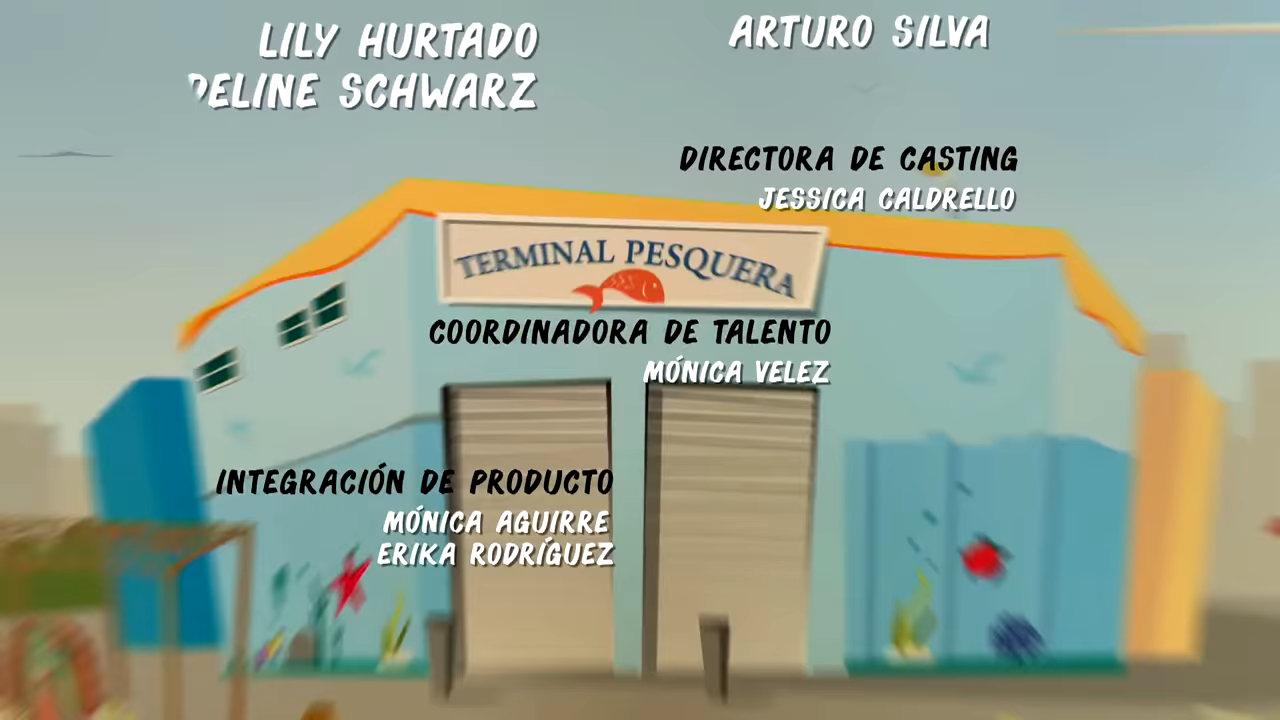 LILY HURTADO
ARTURO SILVA
SCHWARZ
DIRECTORA DE CASTING
JESSICA CALDRELLO
TERMINAL PESQUERA
COORDINADORA DE TALENTO
MÓNICA VELEZ
INTEGRACIÓN DE PRODUCTO
MÓNICA AGUIRRE
ERIKA RODRÍGUEZ